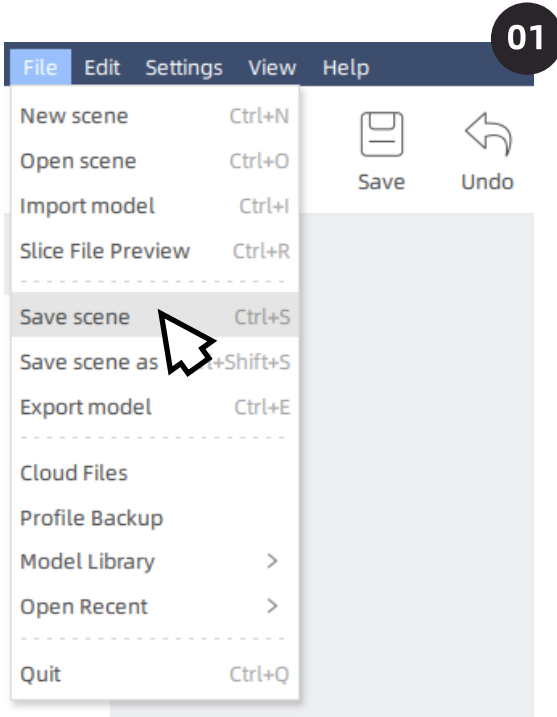 01
File Edit Settings View Help
New scene Ctrl+N
Open scene Ctrl+O
Import model Ctrl+I
Slice File Preview Ctrl+R
Save scene Ctrl+S
Save scene as +Shift+S
Export model Ctrl+E
Cloud Files
Profile Backup
Model Library >
Open Recent >
Quit Ctrl+Q
Save Undo